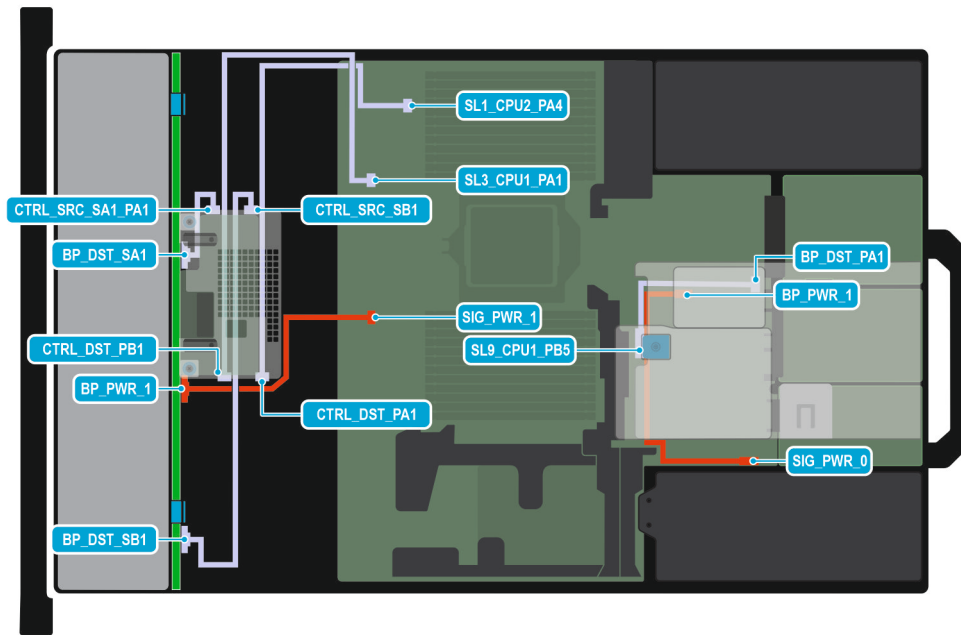 SL1_CPU2_PA4
SL3_CPU1_PA1
CTRL_SRC_SA1_PA1
CTRL_SRC_SB1
BP_DST_SA1
BP_DST_PA1
BP_PWR_1
SIG_PWR_1
CTRL_DST_PB1
SL9_CPU1_PB5
BP_PWR_1
CTRL_DST_PA1
SIG_PWR_0
BP_DST_SB1